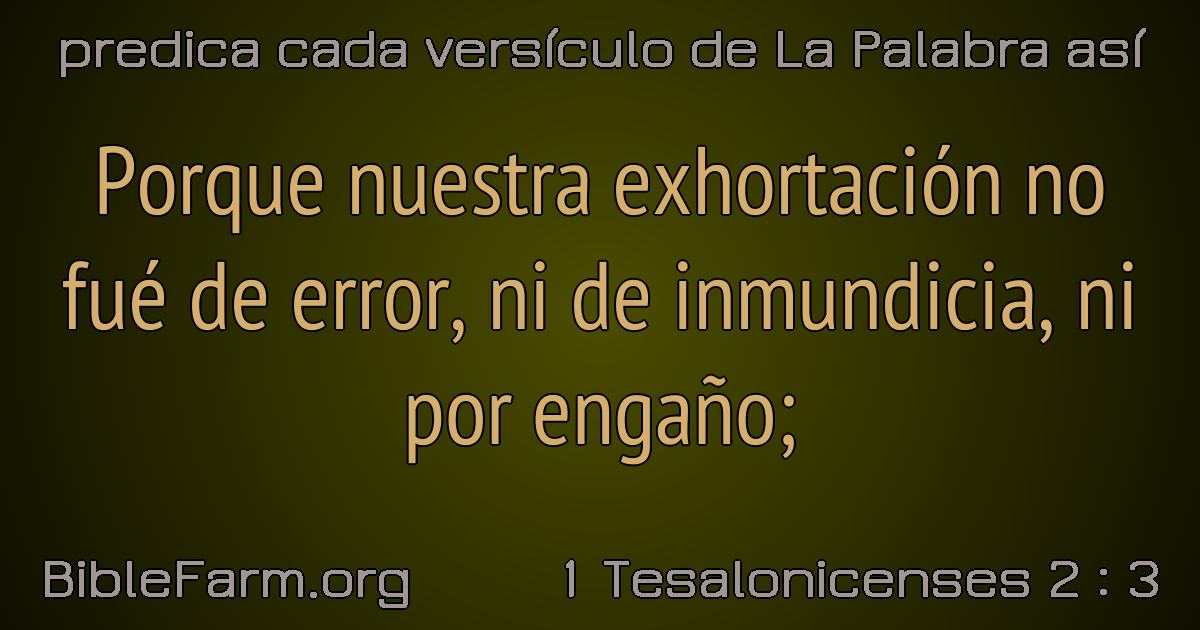 predica cada versículo de La Palabra así
Porque nuestra exhortación no
fué de error, ni de inmundicia, ni
por engaño;
BibleFarm.org
1 Tesalonicenses 2 : 3